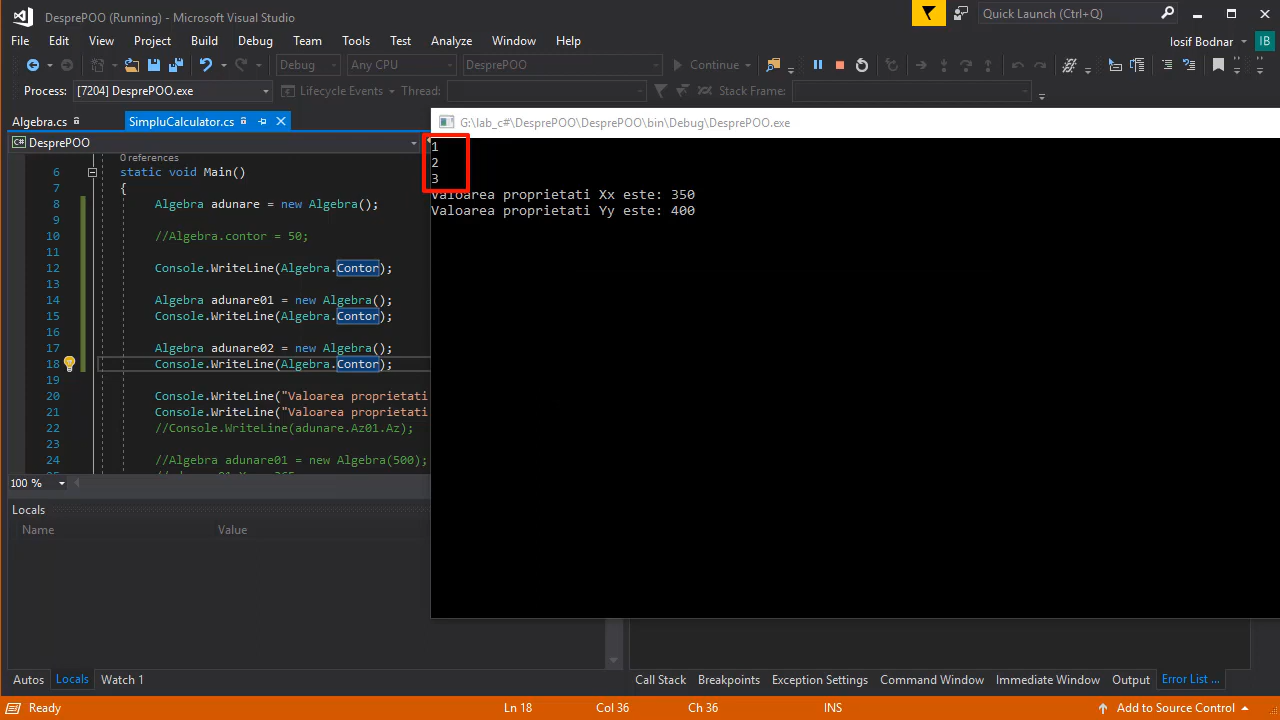 DesprePOO (Running) - Microsoft Visual Studio
Quick Launch (Ctrl+Q)
File Edit View Project Build Debug Team Tools Test Analyze Window Help
Iosif Bodnar IB
Debug Any CPU DesprePOO Continue
Process: [7204] DesprePOO.exe Lifecycle Events Thread: Stack Frame:
Algebra.cs SimpluCalculator.cs
C# DesprePOO
0 references
6 static void Main()
7 {
8 Algebra adunare = new Algebra();
9
10 //Algebra.contor = 50;
11
12 Console.WriteLine(Algebra.Contor);
13
14 Algebra adunare01 = new Algebra();
15 Console.WriteLine(Algebra.Contor);
16
17 Algebra adunare02 = new Algebra();
18 Console.WriteLine(Algebra.Contor);
19
20 Console.WriteLine("Valoarea proprietati
21 Console.WriteLine("Valoarea proprietati
22 //Console.WriteLine(adunare.Az01.Az);
23
24 //Algebra adunare01 = new Algebra(500);
100 %
G:\lab_c#\DesprePOO\DesprePOO\bin\Debug\DesprePOO.exe
1
2
3
Valoarea proprietati Xx este: 350
Valoarea proprietati Yy este: 400
Locals
Name Value
Autos Locals Watch 1
Call Stack Breakpoints Exception Settings Command Window Immediate Window Output Error List ...
Ready Ln 18 Col 36 Ch 36 INS Add to Source Control